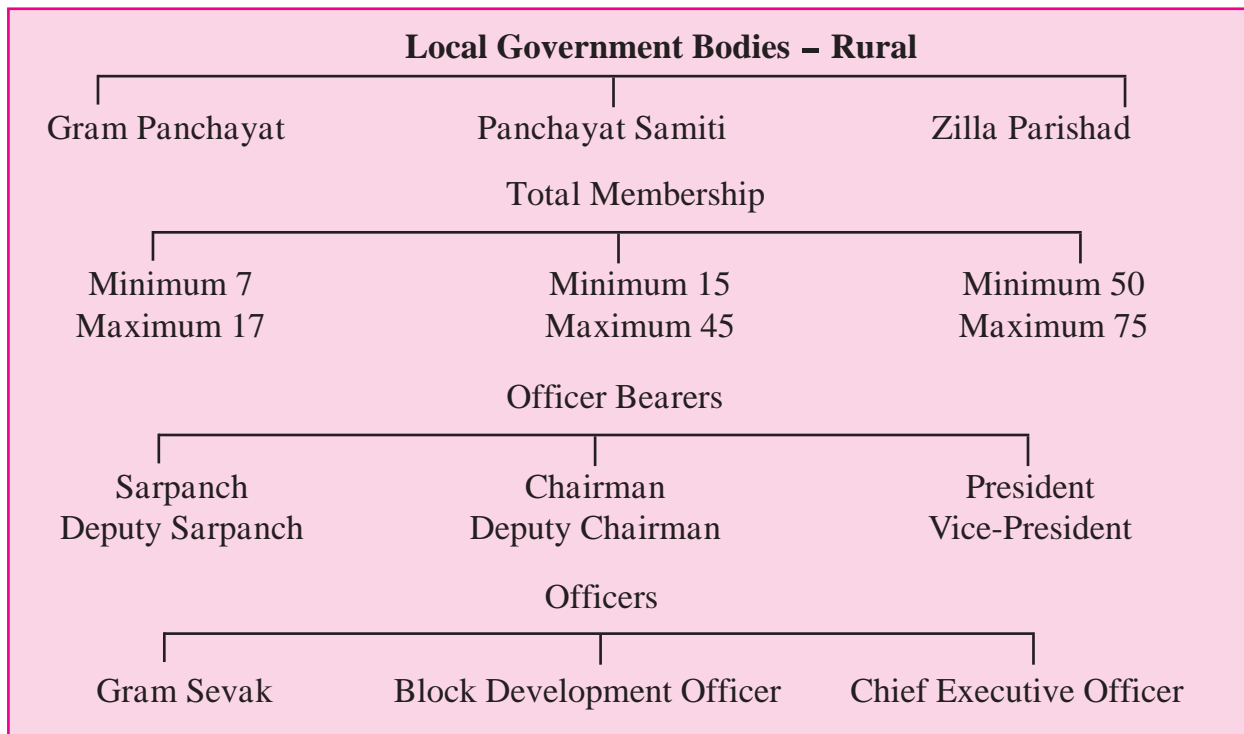 Local Government Bodies – Rural
Gram Panchayat Panchayat Samiti Zilla Parishad
Total Membership
Minimum 7 Minimum 15 Minimum 50
Maximum 17 Maximum 45 Maximum 75
Officer Bearers
Sarpanch Chairman President
Deputy Sarpanch Deputy Chairman Vice-President
Officers
Gram Sevak Block Development Officer Chief Executive Officer